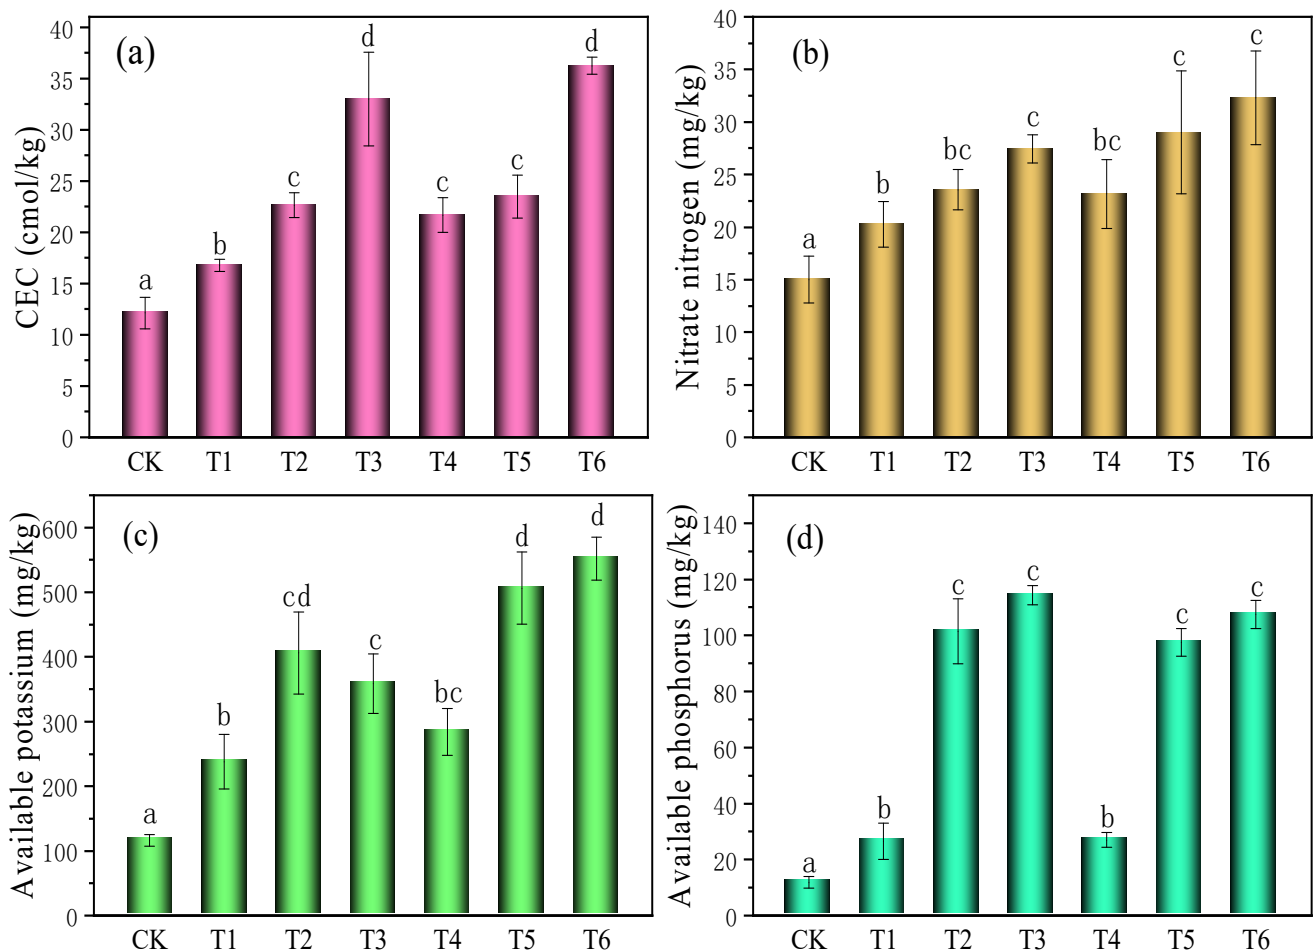 (a)
CEC (cmol/kg)
40
35
30
25
20
15
10
5
0
a
b
c
d
c
c
d
CK T1 T2 T3 T4 T5 T6
(b)
Nitrate nitrogen (mg/kg)
40
35
30
25
20
15
10
5
0
a
b
bc
c
bc
c
c
CK T1 T2 T3 T4 T5 T6
(c)
Available potassium (mg/kg)
600
500
400
300
200
100
0
a
b
cd
c
bc
d
d
CK T1 T2 T3 T4 T5 T6
(d)
Available phosphorus (mg/kg)
140
120
100
80
60
40
20
0
a
b
c
c
b
c
c
CK T1 T2 T3 T4 T5 T6